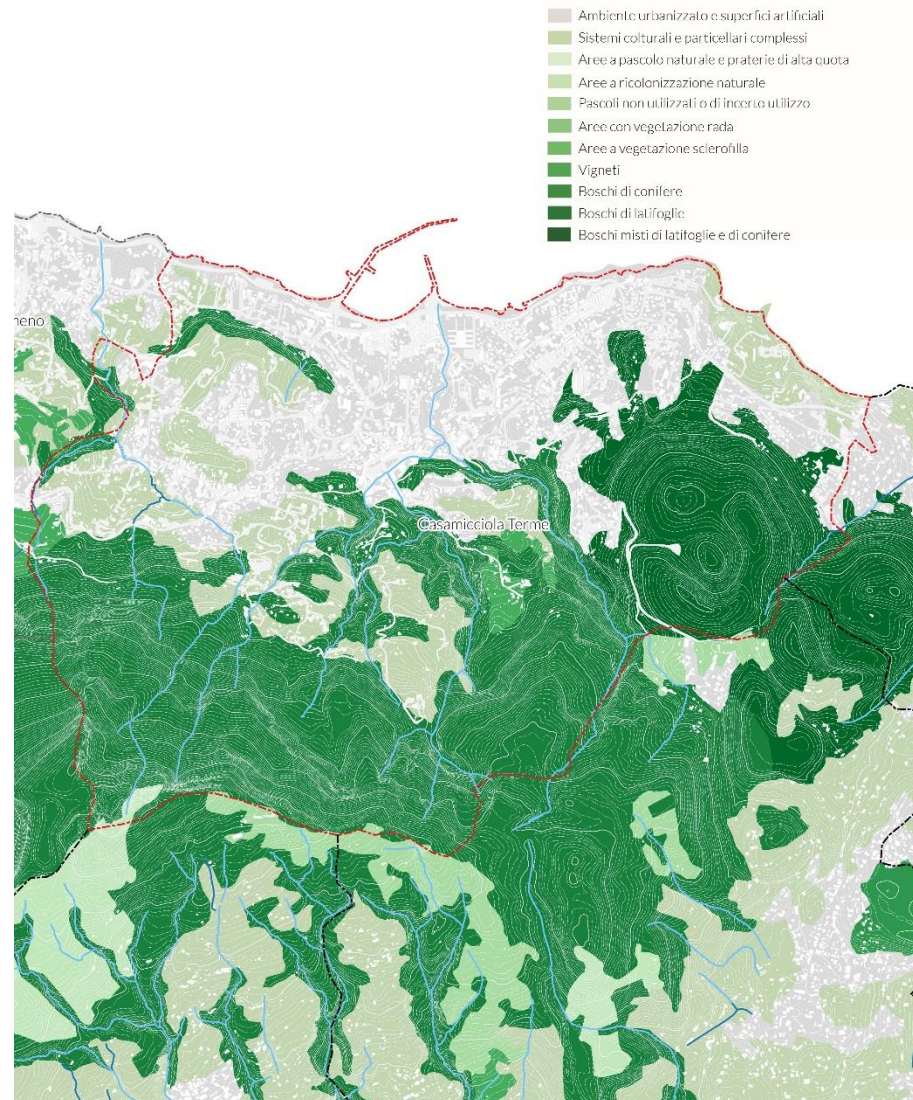 Ambiente urbanizzato e superfici artificiali
Sistemi colturali e particellari complessi
Aree a pascolo naturale e praterie di alta quota
Aree a ricolonizzazione naturale
Pascoli non utilizzati o di incerto utilizzo
Aree con vegetazione rada
Aree a vegetazione sclerofilla
Vigneti
Boschi di conifere
Boschi di latifoglie
Boschi misti di latifoglie e di conifere
meno
Casamicciola Terme